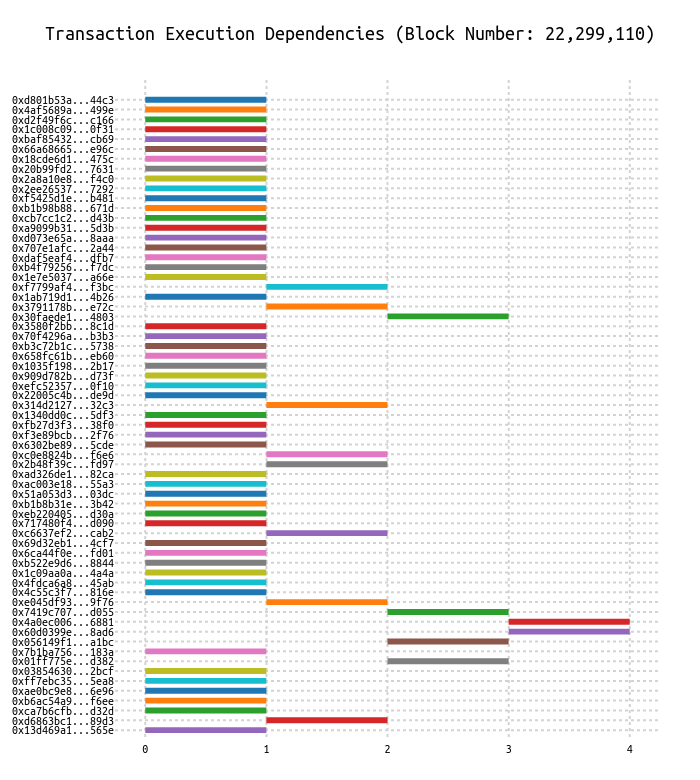 Transaction Execution Dependencies (Block Number: 22,299,110)
0xd801b53a...44c3
0x4af5689a...499e
0xd2f49f6c...c166
0x1c008c09...0f31
0xbaf85432...cb69
0x66a68665...e96c
0x18cde6d1...475c
0x20b99fd2...7631
0x2a8a10e8...f4c0
0x2ee26537...7292
0xf5425d1e...b481
0xb1b98b88...671d
0xcb7cc1c2...d43b
0xa9099b31...5d3b
0xd073e65a...8aaa
0x707e1afc...2a44
0xdaf5eaf4...dfb7
0xb4f79256...f7dc
0x1e7e5037...a66e
0xf7799af4...f3bc
0x1ab719d1...4b26
0x3791178b...e72c
0x30faede1...4803
0x3580f2bb...8c1d
0x70f4296a...b3b3
0xb3c72b1c...5738
0x658fc61b...eb60
0x1035f198...2b17
0x909d782b...d73f
0xefc52357...0f10
0x22005c4b...de9d
0x314d2127...32c3
0x1340dd0c...5df3
0xfb27d3f3...38f0
0xf3e89bcb...2f76
0x6302be89...5cde
0xc0e8824b...f6e6
0x2b48f39c...fd97
0xad326de1...82ca
0xac003e18...55a3
0x51a053d3...03dc
0xb1b8b31e...3b42
0xeb220405...d30a
0x717480f4...d090
0xc6637ef2...cab2
0x69d32eb1...4cf7
0x6ca44f0e...fd01
0xb522e9d6...8844
0x1c09aa0a...4a4a
0x4fdca6a8...45ab
0x4c55c3f7...816e
0xe045df93...9f76
0x7419c707...d055
0x4a0ec006...6881
0x60d0399e...8ad6
0x056149f1...a1bc
0x7b1ba756...183a
0x01ff775e...d382
0x03854630...2bcf
0xff7ebc35...5ea8
0xae0bc9e8...6e96
0xb6ac54a9...f6ee
0xca7b6cfb...d32d
0xd6863bc1...89d3
0x13d469a1...565e
0 1 2 3 4